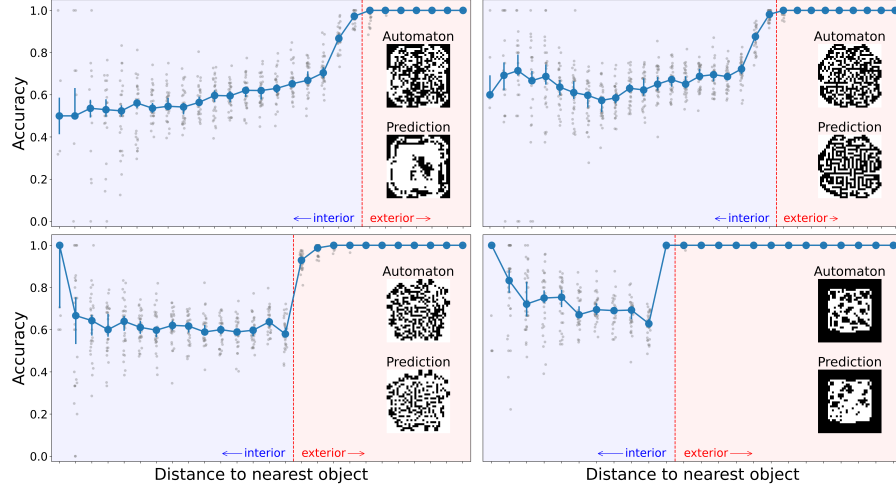 1.0
0.8
0.6
0.4
0.2
0.0
Accuracy
Automaton
Prediction
← interior
exterior →
Automaton
Prediction
← interior
exterior →
1.0
0.8
0.6
0.4
0.2
0.0
Accuracy
Automaton
Prediction
← interior
exterior →
Distance to nearest object
Automaton
Prediction
← interior
exterior →
Distance to nearest object